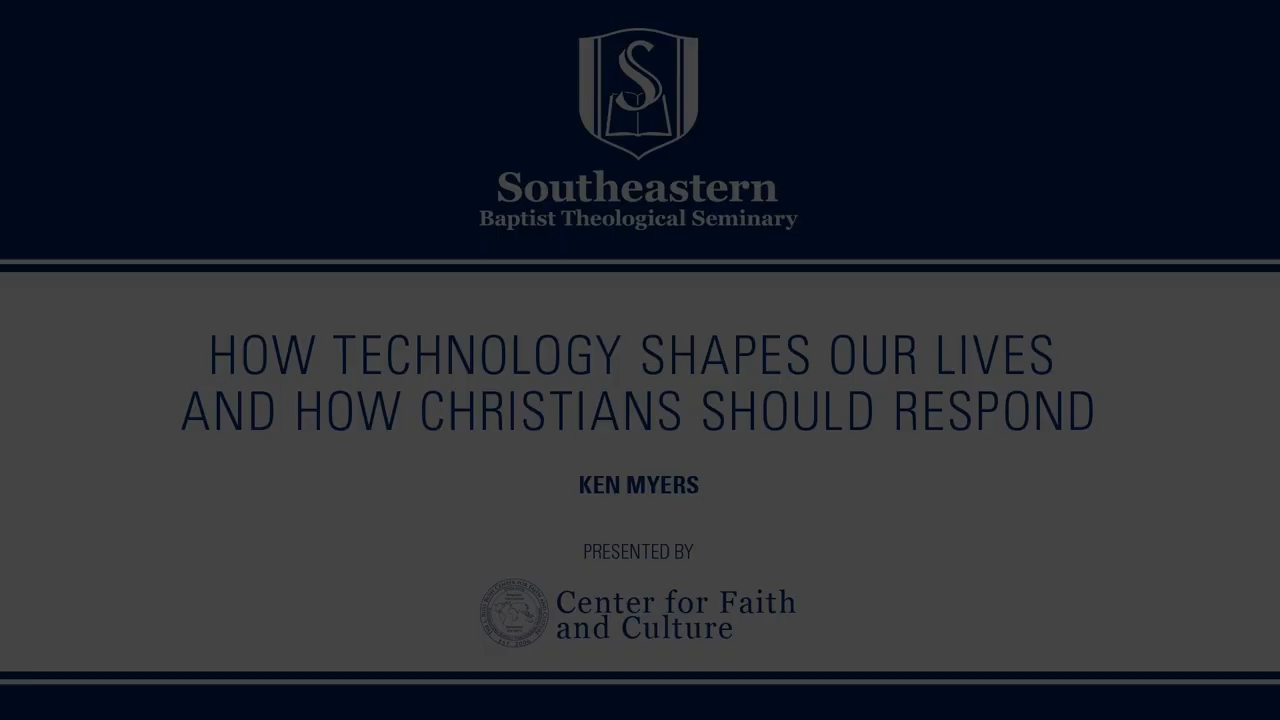 S
Southeastern
Baptist Theological Seminary
HOW TECHNOLOGY SHAPES OUR LIVES
AND HOW CHRISTIANS SHOULD RESPOND
KEN MYERS
PRESENTED BY
Center for Faith
and Culture